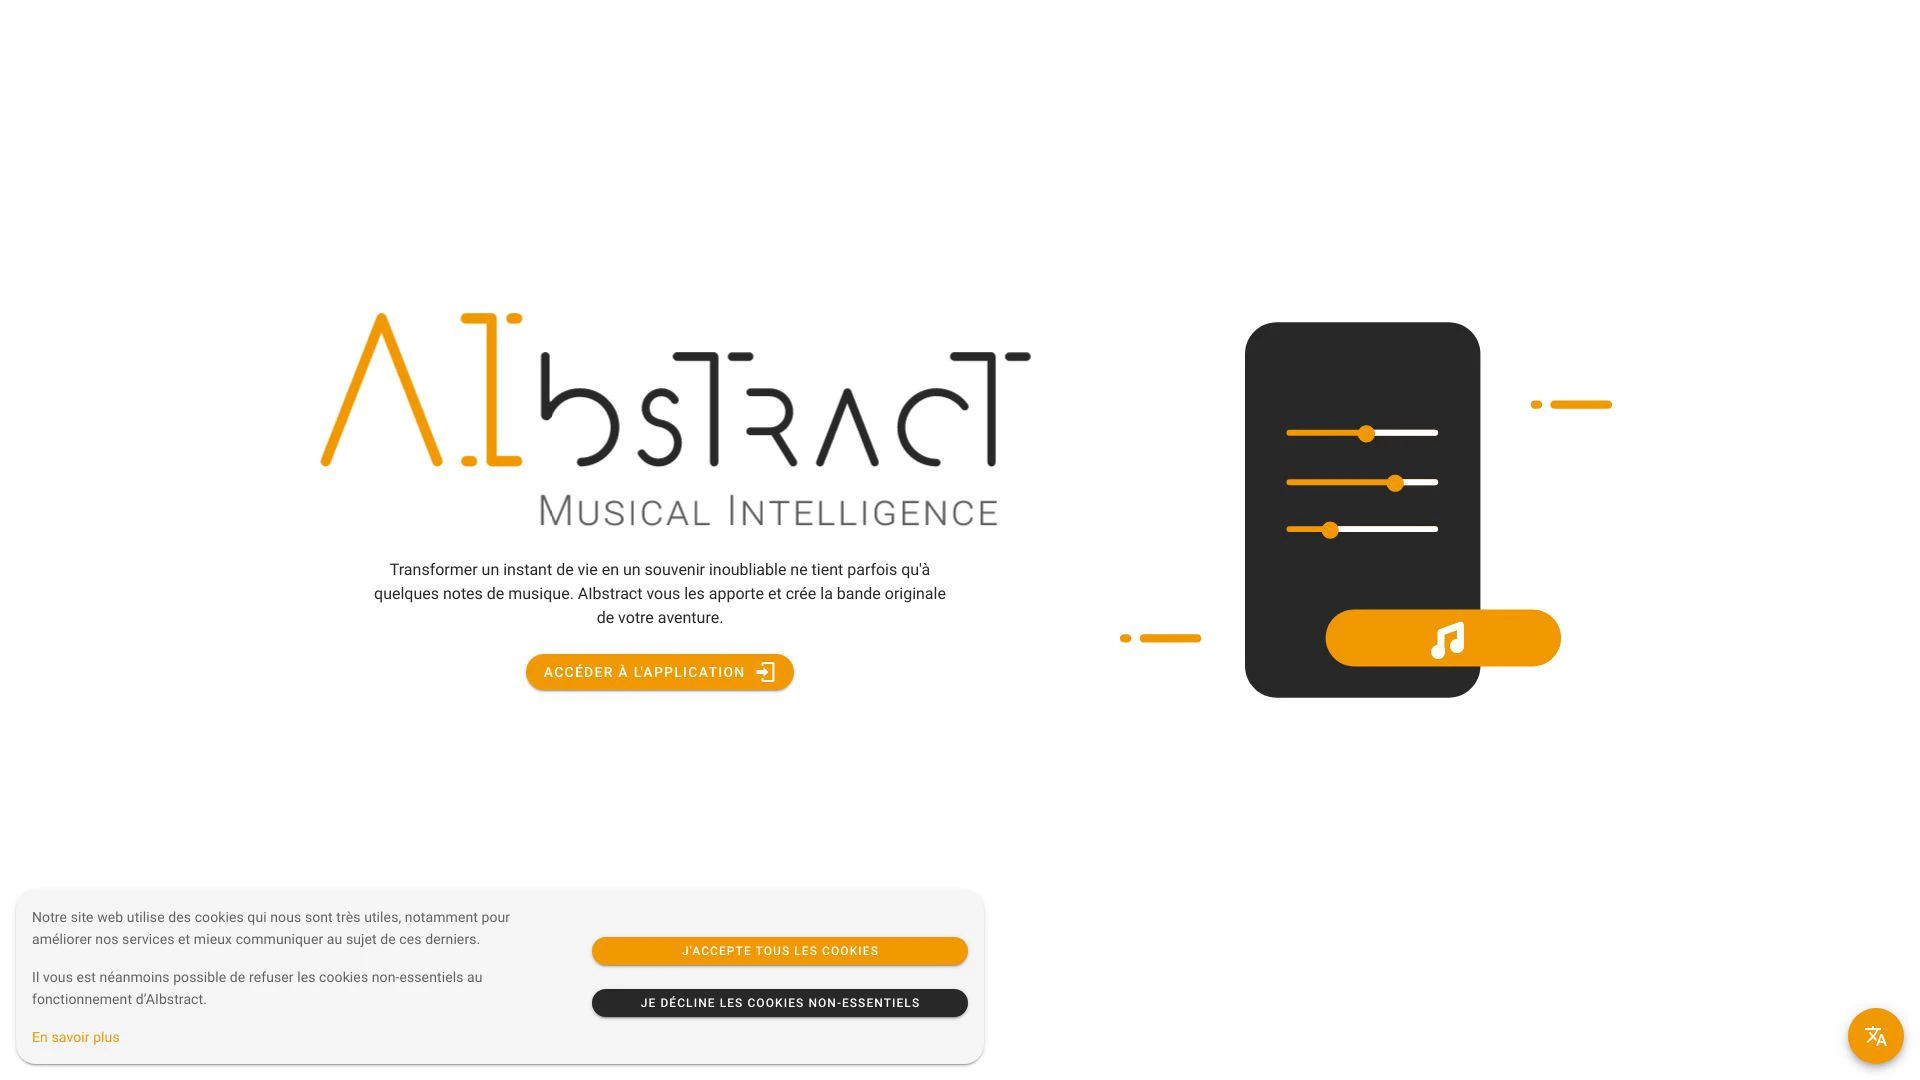 AIbstract
Musical Intelligence
Transformer un instant de vie en un souvenir inoubliable ne tient parfois qu'à
quelques notes de musique. AIbstract vous les apporte et crée la bande originale
de votre aventure.
ACCÉDER À L'APPLICATION
Notre site web utilise des cookies qui nous sont très utiles, notamment pour
améliorer nos services et mieux communiquer au sujet de ces derniers.
Il vous est néanmoins possible de refuser les cookies non-essentiels au
fonctionnement d'AIbstract.
En savoir plus
J'ACCEPTE TOUS LES COOKIES
JE DÉCLINE LES COOKIES NON-ESSENTIELS